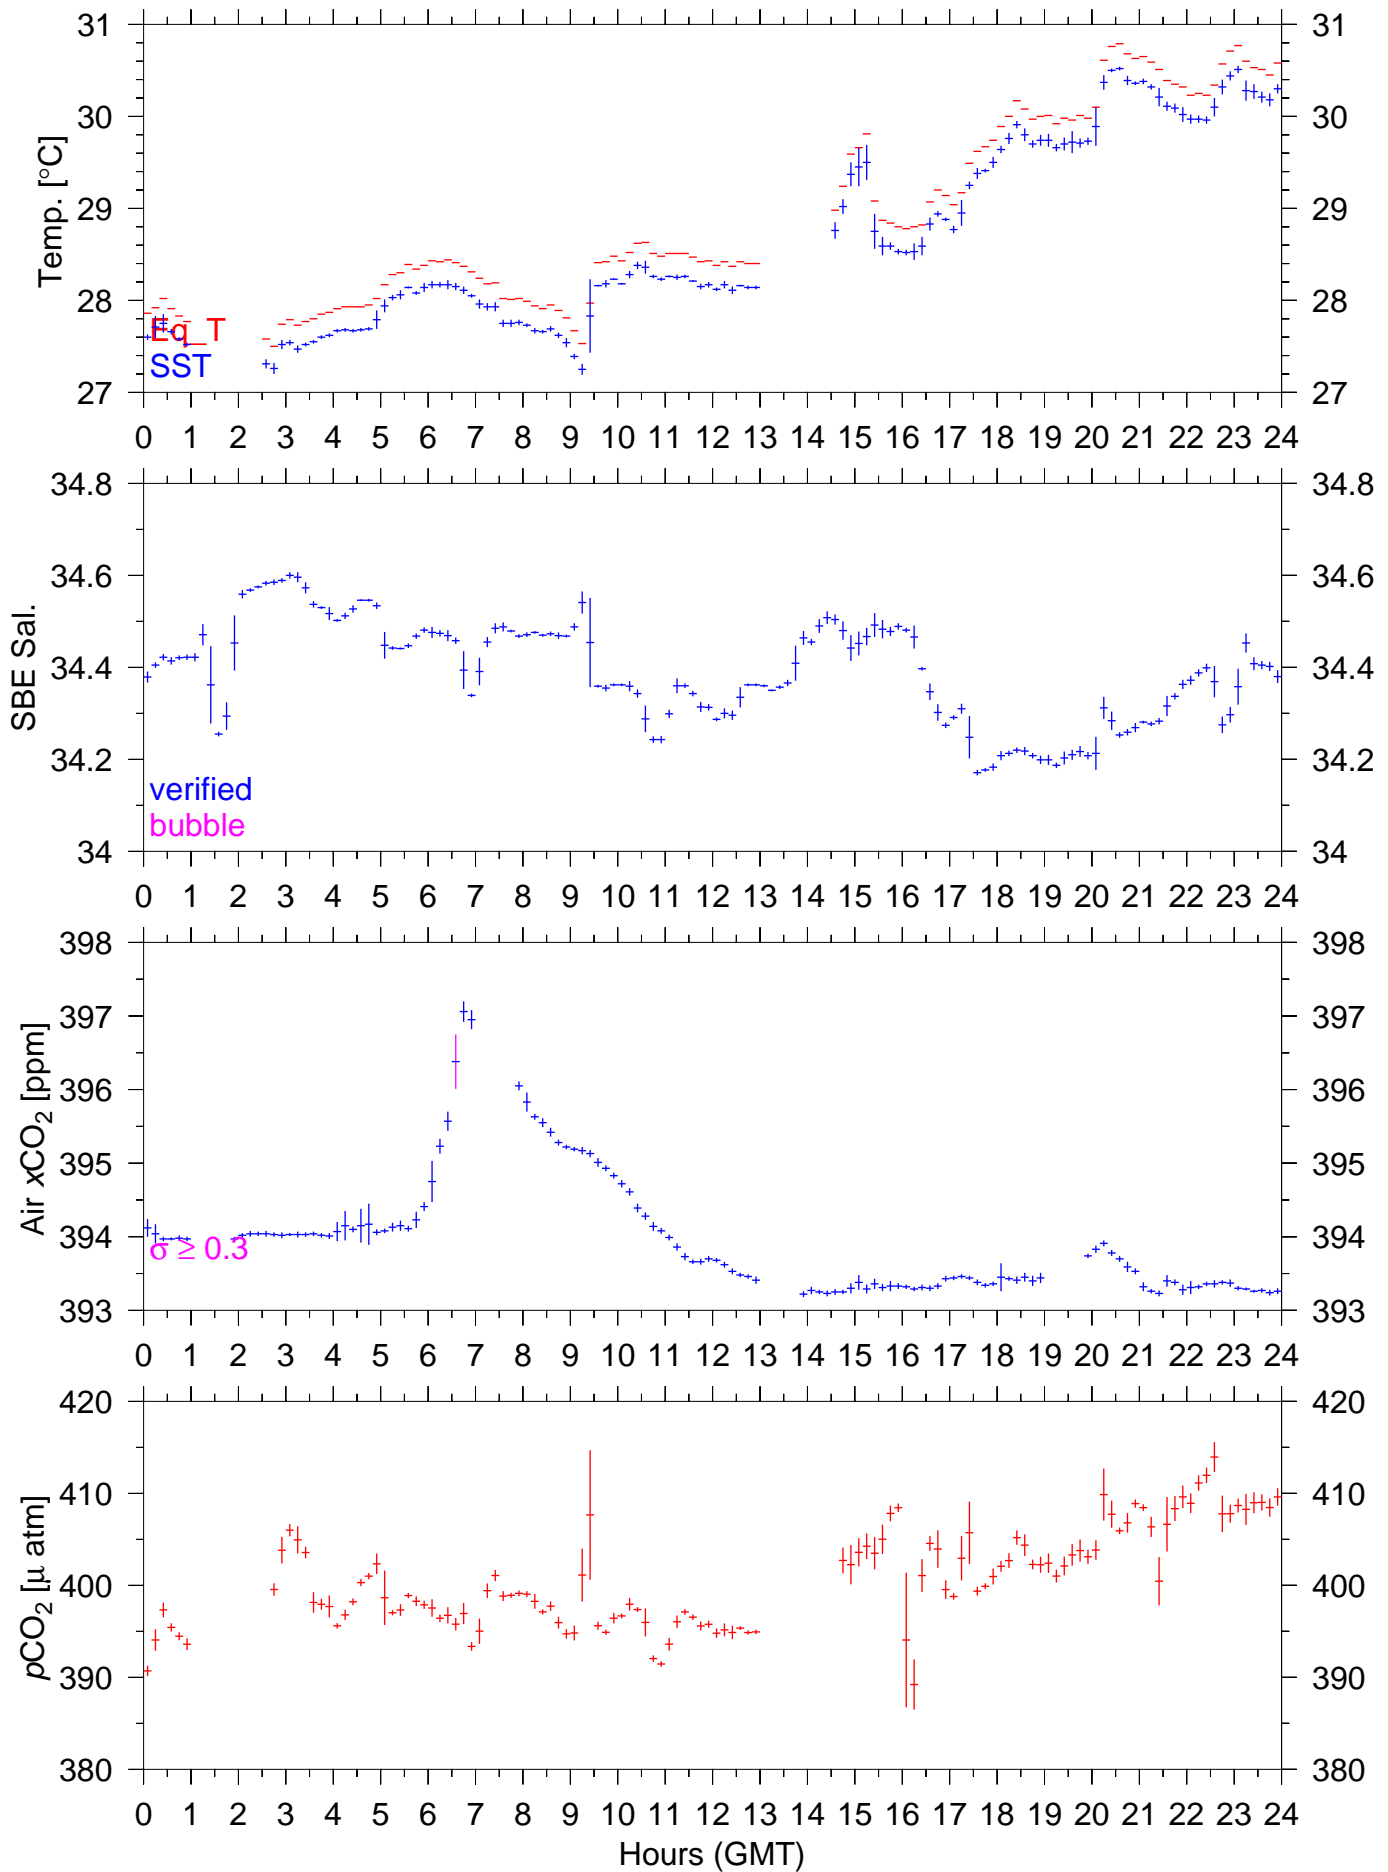 31 31
30 30
29 29
28 28
27 27
Temp. [°C]
Eq_T
SST
0 1 2 3 4 5 6 7 8 9 10 11 12 13 14 15 16 17 18 19 20 21 22 23 24
34.8 34.8
34.6 34.6
34.4 34.4
34.2 34.2
34 34
SBE Sal.
verified
bubble
0 1 2 3 4 5 6 7 8 9 10 11 12 13 14 15 16 17 18 19 20 21 22 23 24
398 398
397 397
396 396
395 395
394 394
393 393
Air xCO₂ [ppm]
σ ≥ 0.3
0 1 2 3 4 5 6 7 8 9 10 11 12 13 14 15 16 17 18 19 20 21 22 23 24
420 420
410 410
400 400
390 390
380 380
pCO₂ [μ atm]
0 1 2 3 4 5 6 7 8 9 10 11 12 13 14 15 16 17 18 19 20 21 22 23 24
Hours (GMT)